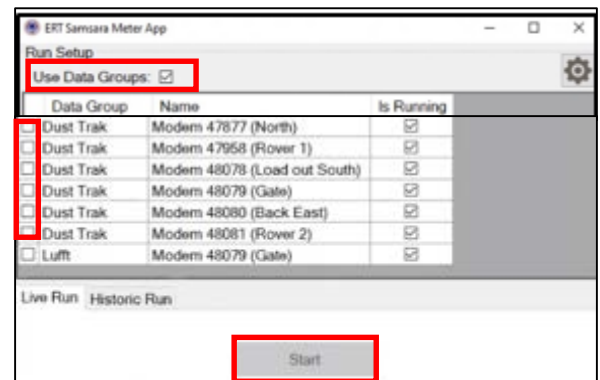 ERT Samsara Meter App
Run Setup
Use Data Groups:
Data Group Name Is Running
Dust Trak Modem 47877 (North)
Dust Trak Modem 47958 (Rover 1)
Dust Trak Modem 48078 (Load out South)
Dust Trak Modem 48079 (Gate)
Dust Trak Modem 48080 (Back East)
Dust Trak Modem 48081 (Rover 2)
Lufft Modem 48079 (Gate)
Live Run Historic Run
Start